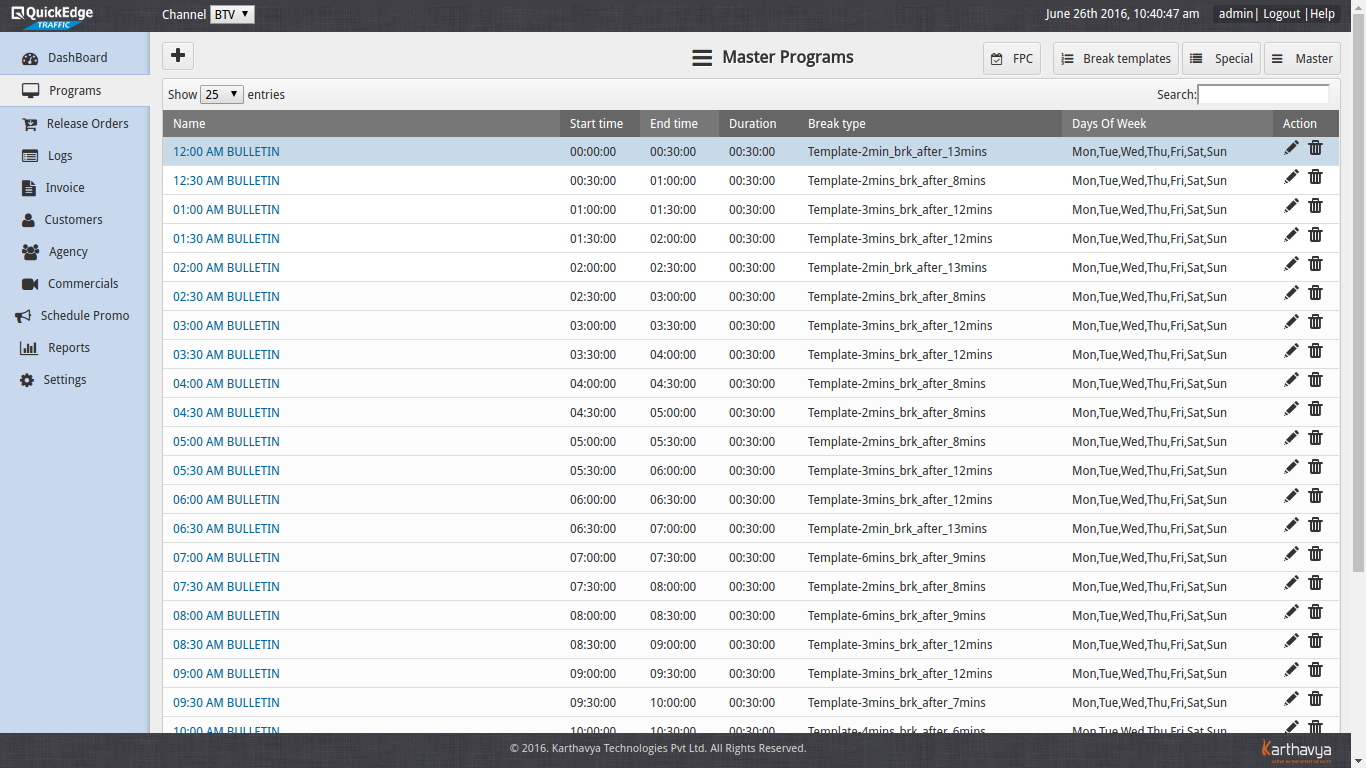 QuickEdge
TRAFFIC
Channel BTV
June 26th 2016, 10:40:47 am admin| Logout |Help
DashBoard
Programs
Release Orders
Logs
Invoice
Customers
Agency
Commercials
Schedule Promo
Reports
Settings
Master Programs
FPC Break templates Special Master
Show 25 entries Search:
Name Start time End time Duration Break type Days Of Week Action
12:00 AM BULLETIN 00:00:00 00:30:00 00:30:00 Template-2min_brk_after_13mins Mon,Tue,Wed,Thu,Fri,Sat,Sun
12:30 AM BULLETIN 00:30:00 01:00:00 00:30:00 Template-2mins_brk_after_8mins Mon,Tue,Wed,Thu,Fri,Sat,Sun
01:00 AM BULLETIN 01:00:00 01:30:00 00:30:00 Template-3mins_brk_after_12mins Mon,Tue,Wed,Thu,Fri,Sat,Sun
01:30 AM BULLETIN 01:30:00 02:00:00 00:30:00 Template-3mins_brk_after_12mins Mon,Tue,Wed,Thu,Fri,Sat,Sun
02:00 AM BULLETIN 02:00:00 02:30:00 00:30:00 Template-2min_brk_after_13mins Mon,Tue,Wed,Thu,Fri,Sat,Sun
02:30 AM BULLETIN 02:30:00 03:00:00 00:30:00 Template-2mins_brk_after_8mins Mon,Tue,Wed,Thu,Fri,Sat,Sun
03:00 AM BULLETIN 03:00:00 03:30:00 00:30:00 Template-3mins_brk_after_12mins Mon,Tue,Wed,Thu,Fri,Sat,Sun
03:30 AM BULLETIN 03:30:00 04:00:00 00:30:00 Template-3mins_brk_after_12mins Mon,Tue,Wed,Thu,Fri,Sat,Sun
04:00 AM BULLETIN 04:00:00 04:30:00 00:30:00 Template-2mins_brk_after_8mins Mon,Tue,Wed,Thu,Fri,Sat,Sun
04:30 AM BULLETIN 04:30:00 05:00:00 00:30:00 Template-2mins_brk_after_8mins Mon,Tue,Wed,Thu,Fri,Sat,Sun
05:00 AM BULLETIN 05:00:00 05:30:00 00:30:00 Template-2mins_brk_after_8mins Mon,Tue,Wed,Thu,Fri,Sat,Sun
05:30 AM BULLETIN 05:30:00 06:00:00 00:30:00 Template-3mins_brk_after_12mins Mon,Tue,Wed,Thu,Fri,Sat,Sun
06:00 AM BULLETIN 06:00:00 06:30:00 00:30:00 Template-3mins_brk_after_12mins Mon,Tue,Wed,Thu,Fri,Sat,Sun
06:30 AM BULLETIN 06:30:00 07:00:00 00:30:00 Template-2min_brk_after_13mins Mon,Tue,Wed,Thu,Fri,Sat,Sun
07:00 AM BULLETIN 07:00:00 07:30:00 00:30:00 Template-6mins_brk_after_9mins Mon,Tue,Wed,Thu,Fri,Sat,Sun
07:30 AM BULLETIN 07:30:00 08:00:00 00:30:00 Template-2mins_brk_after_8mins Mon,Tue,Wed,Thu,Fri,Sat,Sun
08:00 AM BULLETIN 08:00:00 08:30:00 00:30:00 Template-6mins_brk_after_9mins Mon,Tue,Wed,Thu,Fri,Sat,Sun
08:30 AM BULLETIN 08:30:00 09:00:00 00:30:00 Template-3mins_brk_after_12mins Mon,Tue,Wed,Thu,Fri,Sat,Sun
09:00 AM BULLETIN 09:00:00 09:30:00 00:30:00 Template-3mins_brk_after_12mins Mon,Tue,Wed,Thu,Fri,Sat,Sun
09:30 AM BULLETIN 09:30:00 10:00:00 00:30:00 Template-3mins_brk_after_7mins Mon,Tue,Wed,Thu,Fri,Sat,Sun
10:00 AM BULLETIN 10:00:00 10:30:00 00:30:00 Template-4mins_brk_after_6mins Mon,Tue,Wed,Thu,Fri,Sat,Sun
© 2016. Karthavya Technologies Pvt Ltd. All Rights Reserved.
Karthavya